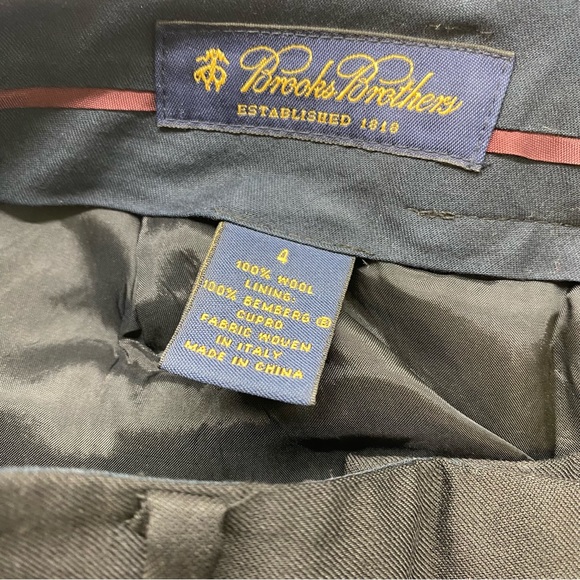 Brooks Brothers
ESTABLISHED 1818
4
100% WOOL
LINING:
100% BEMBERG ®
CUPRO
FABRIC WOVEN
IN ITALY
MADE IN CHINA